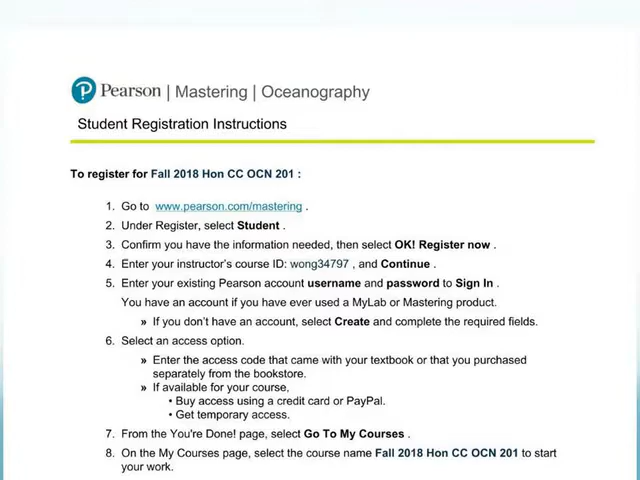 Pearson | Mastering | Oceanography
Student Registration Instructions
To register for Fall 2018 Hon CC OCN 201 :
1. Go to www.pearson.com/mastering .
2. Under Register, select Student .
3. Confirm you have the information needed, then select OK! Register now .
4. Enter your instructor's course ID: wong34797 , and Continue .
5. Enter your existing Pearson account username and password to Sign In .
You have an account if you have ever used a MyLab or Mastering product.
» If you don't have an account, select Create and complete the required fields.
6. Select an access option.
» Enter the access code that came with your textbook or that you purchased
separately from the bookstore.
» If available for your course,
• Buy access using a credit card or PayPal.
• Get temporary access.
7. From the You're Done! page, select Go To My Courses .
8. On the My Courses page, select the course name Fall 2018 Hon CC OCN 201 to start
your work.